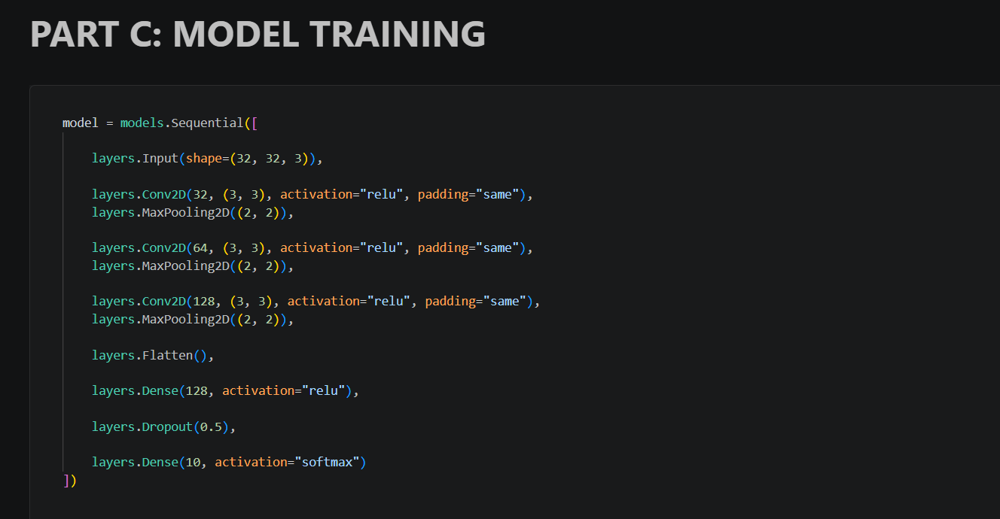 PART C: MODEL TRAINING
model = models.Sequential([
layers.Input(shape=(32, 32, 3)),
layers.Conv2D(32, (3, 3), activation="relu", padding="same"),
layers.MaxPooling2D((2, 2)),
layers.Conv2D(64, (3, 3), activation="relu", padding="same"),
layers.MaxPooling2D((2, 2)),
layers.Conv2D(128, (3, 3), activation="relu", padding="same"),
layers.MaxPooling2D((2, 2)),
layers.Flatten(),
layers.Dense(128, activation="relu"),
layers.Dropout(0.5),
layers.Dense(10, activation="softmax")
])